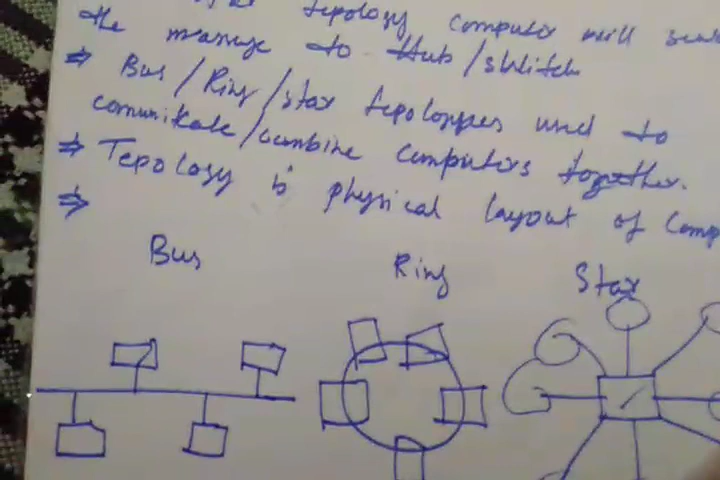 topology computer will send
the message to Hub/switch
⇒ Bus/Ring/star topologyes used to
comunikate/combine computers together.
⇒ Topology is physical layout of Comp
⇒
Bus Ring Star